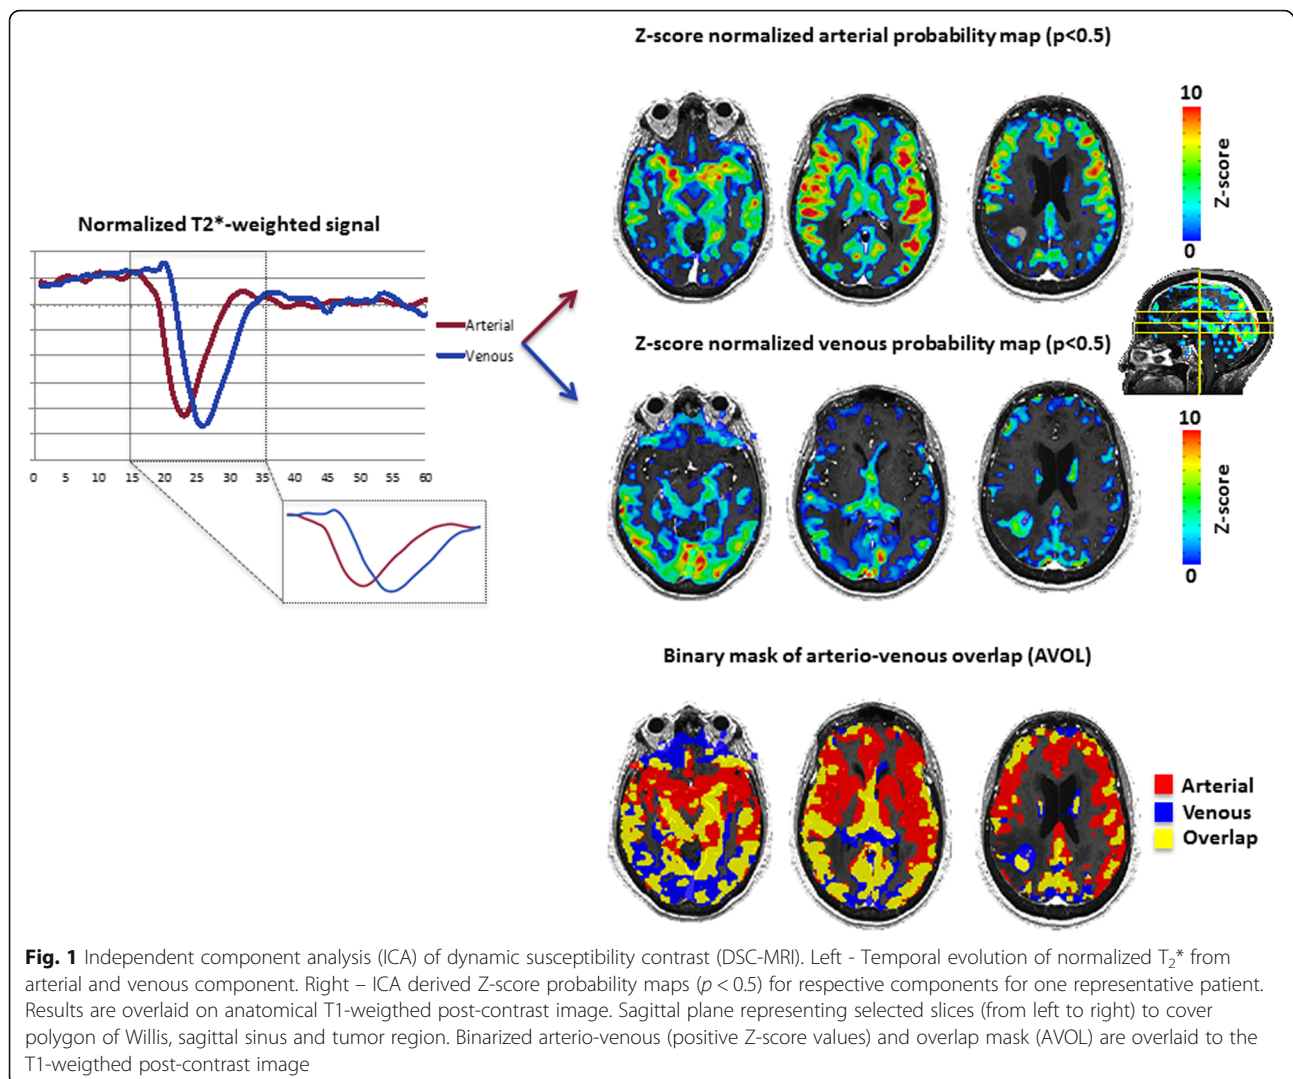 Z-score normalized arterial probability map (p<0.5)
10
Z-score
0
Normalized T2*-weighted signal
0 5 10 15 20 25 30 35 40 45 50 55 60
Arterial
Venous
Z-score normalized venous probability map (p<0.5)
10
Z-score
0
Binary mask of arterio-venous overlap (AVOL)
Arterial
Venous
Overlap
Fig. 1 Independent component analysis (ICA) of dynamic susceptibility contrast (DSC-MRI). Left - Temporal evolution of normalized T₂* from
arterial and venous component. Right – ICA derived Z-score probability maps (p < 0.5) for respective components for one representative patient.
Results are overlaid on anatomical T1-weigthed post-contrast image. Sagittal plane representing selected slices (from left to right) to cover
polygon of Willis, sagittal sinus and tumor region. Binarized arterio-venous (positive Z-score values) and overlap mask (AVOL) are overlaid to the
T1-weigthed post-contrast image